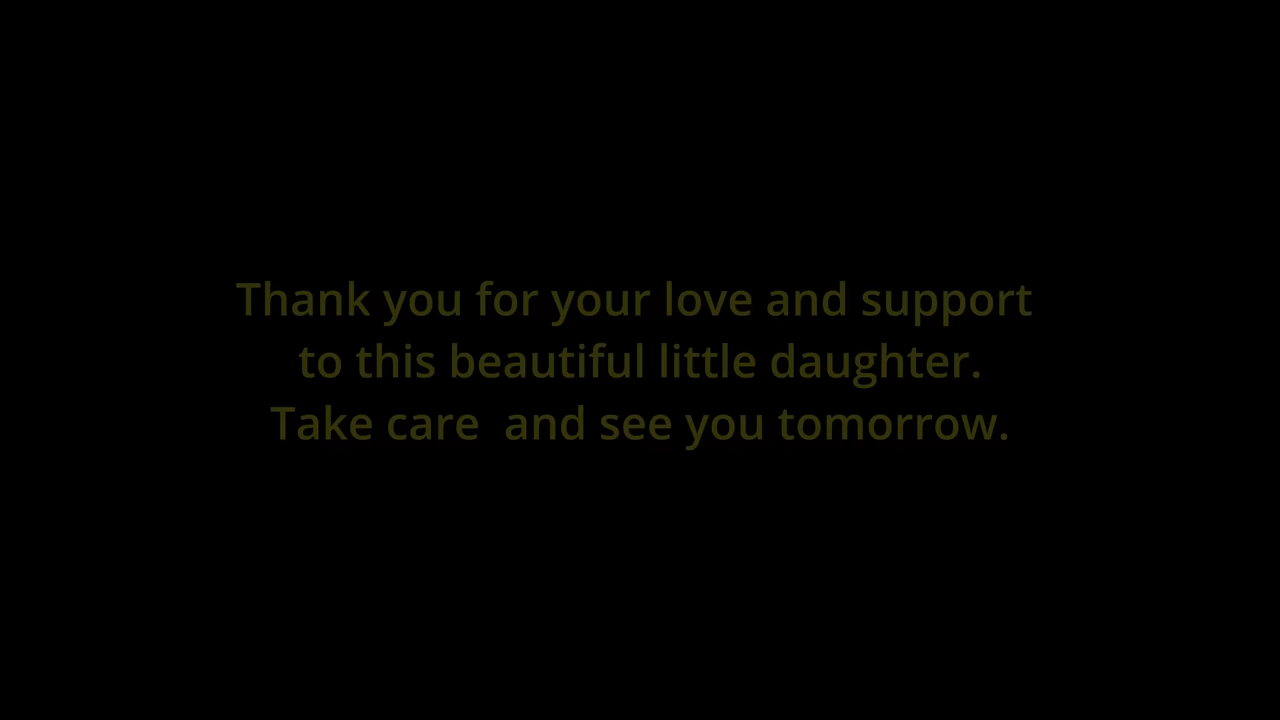 Thank you for your love and support
to this beautiful little daughter.
Take care  and see you tomorrow.